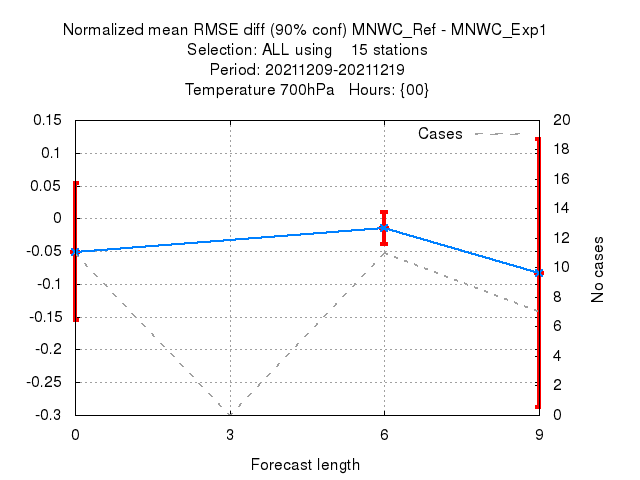 Normalized mean RMSE diff (90% conf) MNWC_Ref - MNWC_Exp1
Selection: ALL using 15 stations
Period: 20211209-20211219
Temperature 700hPa Hours: {00}
Cases
0.15
0.1
0.05
0
-0.05
-0.1
-0.15
-0.2
-0.25
-0.3
20
18
16
14
12
10
8
6
4
2
0
No cases
0 3 6 9
Forecast length